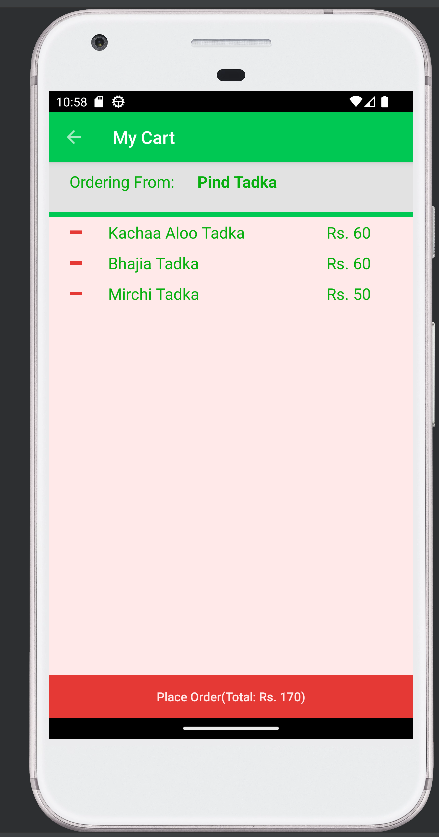 10:58
My Cart
Ordering From: Pind Tadka
Kachaa Aloo Tadka Rs. 60
Bhajia Tadka Rs. 60
Mirchi Tadka Rs. 50
Place Order(Total: Rs. 170)